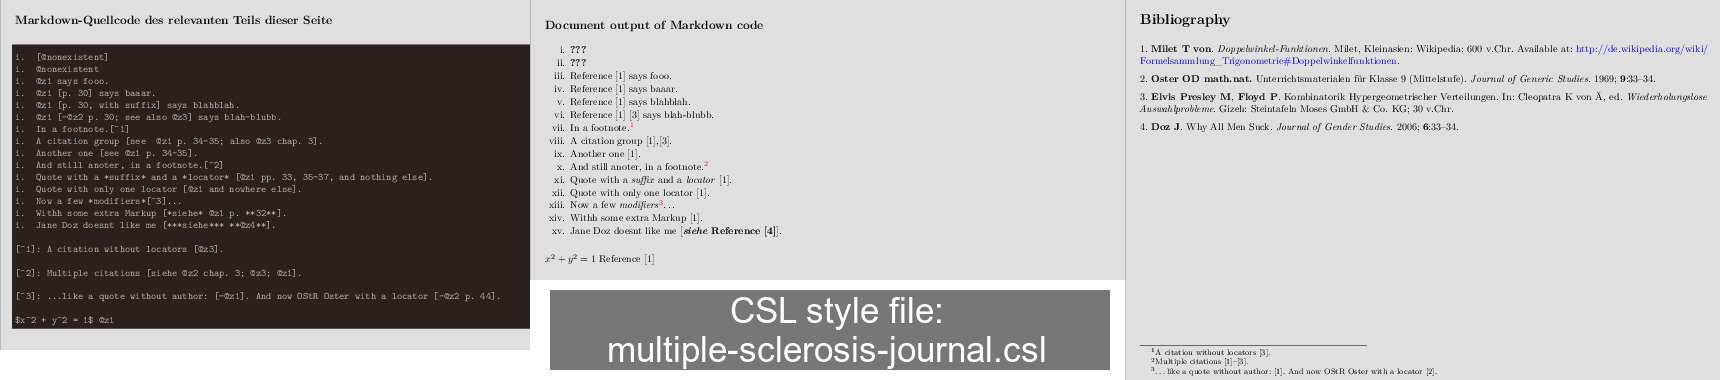 Markdown-Quellcode des relevanten Teils dieser Seite
i. [@nonexistent]
i. @nonexistent
i. @z1 says fooo.
i. @z1 [p. 30] says baaar.
i. @z1 [p. 30, with suffix] says blahblah.
i. @z1 [-@z2 p. 30; see also @z3] says blah-blubb.
i. In a footnote.[^1]
i. A citation group [see  @z1 p. 34-35; also @z3 chap. 3].
i. Another one [see @z1 p. 34-35].
i. And still anoter, in a footnote.[^2]
i. Quote with a *suffix* and a *locator* [@z1 pp. 33, 35-37, and nothing else].
i. Quote with only one locator [@z1 and nowhere else].
i. Now a few *modifiers*[^3]...
i. Withh some extra Markup [*siehe* @z1 p. **32**].
i. Jane Doz doesnt like me [***siehe*** **@z4**].
[^1]: A citation without locators [@z3].
[^2]: Multiple citations [siehe @z2 chap. 3; @z3; @z1].
[^3]: ...like a quote without author: [-@z1]. And now OStR Oster with a locator [-@z2 p. 44].
$x^2 + y^2 = 1$ @z1
Document output of Markdown code
i. ???
ii. ???
iii. Reference [1] says fooo.
iv. Reference [1] says baaar.
v. Reference [1] says blahblah.
vi. Reference [1] [3] says blah-blubb.
vii. In a footnote.1
viii. A citation group [1],[3].
ix. Another one [1].
x. And still anoter, in a footnote.2
xi. Quote with a suffix and a locator [1].
xii. Quote with only one locator [1].
xiii. Now a few modifiers3...
xiv. Withh some extra Markup [1].
xv. Jane Doz doesnt like me [siehe Reference [4]].
x² + y² = 1 Reference [1]
CSL style file:
multiple-sclerosis-journal.csl
Bibliography
1. Milet T von. Doppelwinkel-Funktionen. Milet, Kleinasien: Wikipedia; 600 v.Chr. Available at: http://de.wikipedia.org/wiki/
Formelsammlung_Trigonometrie#Doppelwinkelfunktionen.
2. Oster OD math.nat. Unterrichtsmaterialen für Klasse 9 (Mittelstufe). Journal of Generic Studies. 1969; 9:33–34.
3. Elvis Presley M, Floyd P. Kombinatorik Hypergeometrischer Verteilungen. In: Cleopatra K von Ä, ed. Wiederholungslose
Auswahlprobleme. Gizeh: Steintafeln Moses GmbH & Co. KG; 30 v.Chr.
4. Doz J. Why All Men Suck. Journal of Gender Studies. 2006; 6:33–34.
1A citation without locators [3].
2Multiple citations [1]–[3].
3...like a quote without author: [1]. And now OStR Oster with a locator [2].